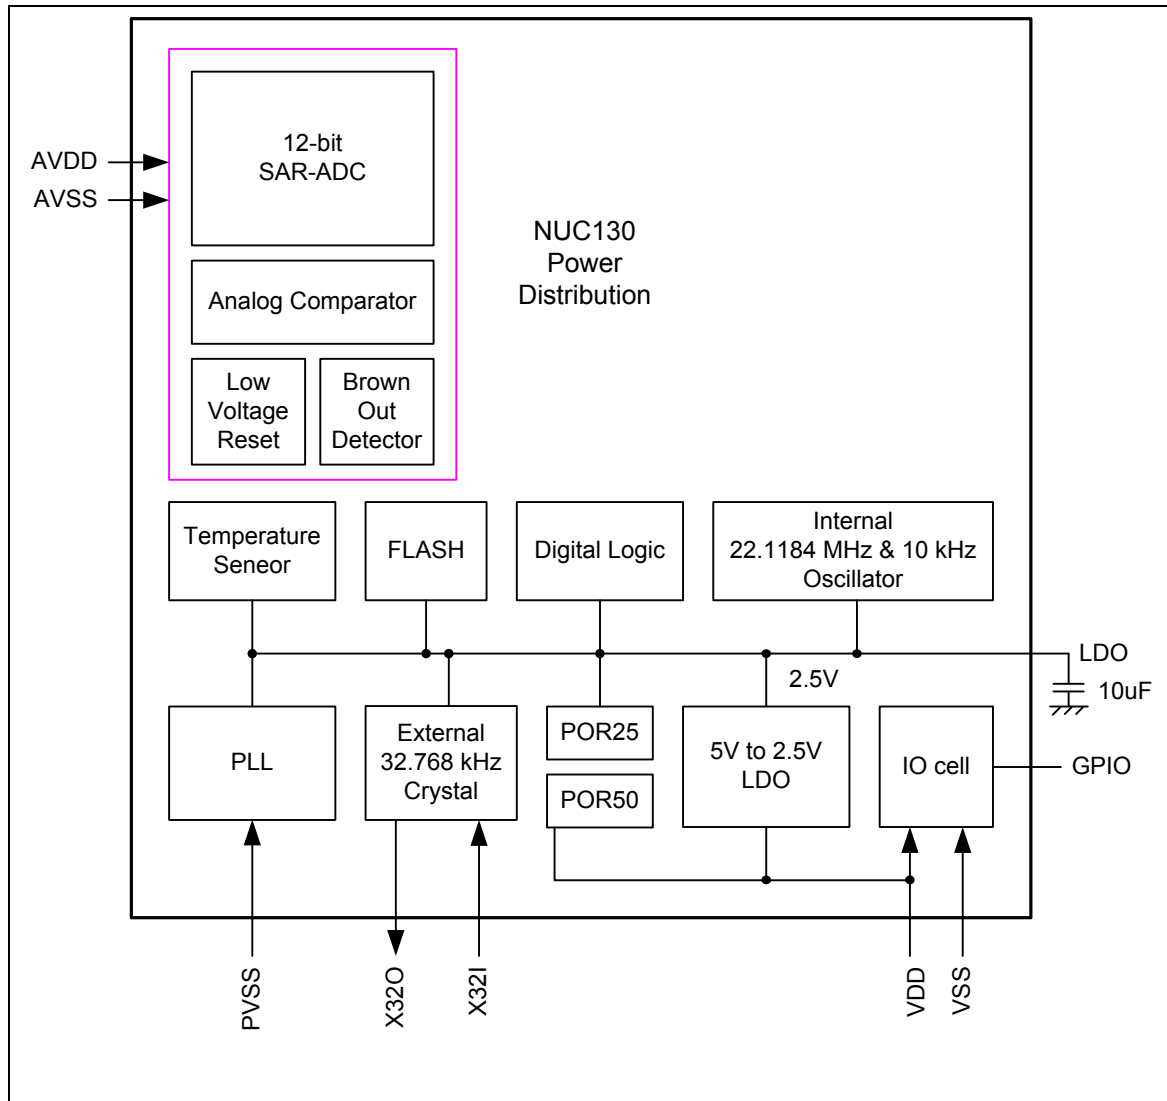 12-bit
SAR-ADC
AVDD
AVSS
NUC130
Power
Distribution
Analog Comparator
Low
Voltage
Reset
Brown
Out
Detector
Temperature
Seneor
FLASH
Digital Logic
Internal
22.1184 MHz & 10 kHz
Oscillator
LDO
2.5V
10uF
PLL
External
32.768 kHz
Crystal
POR25
POR50
5V to 2.5V
LDO
IO cell
GPIO
PVSS
X32O
X32I
VDD
VSS